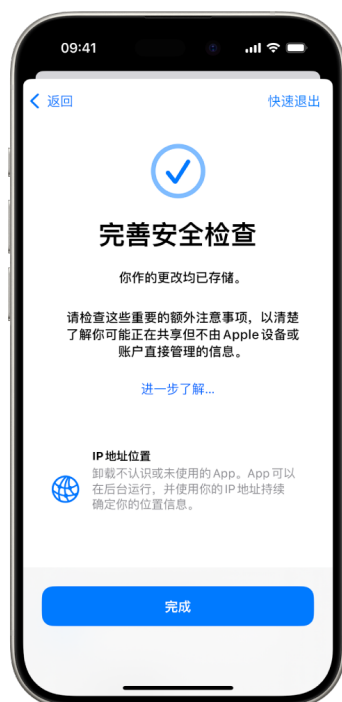 09:41
返回
快速退出
完善安全检查
你作的更改均已存储。
请检查这些重要的额外注意事项，以清楚
了解你可能正在共享但不由 Apple 设备或
账户直接管理的信息。
进一步了解...
IP 地址位置
卸载不认识或未使用的 App。App 可以
在后台运行，并使用你的 IP 地址持续
确定你的位置信息。
完成